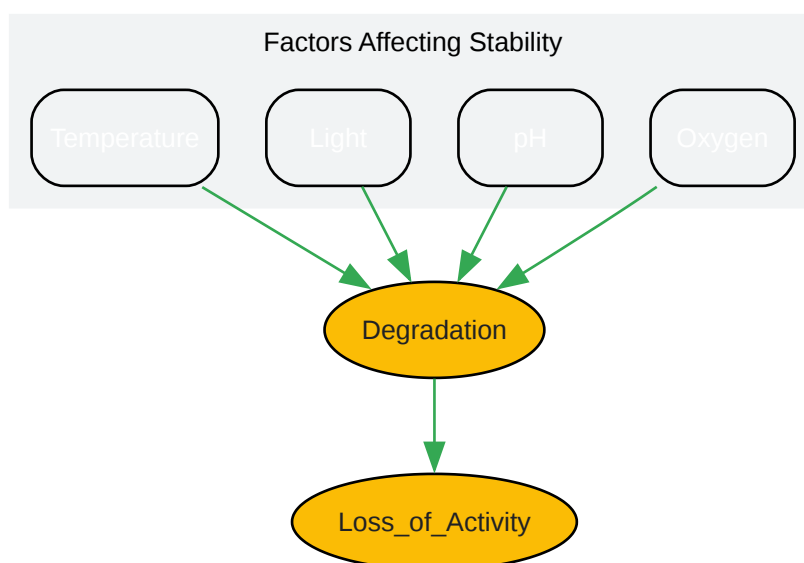 Factors Affecting Stability
Temperature
Light
pH
Oxygen
Degradation
Loss_of_Activity